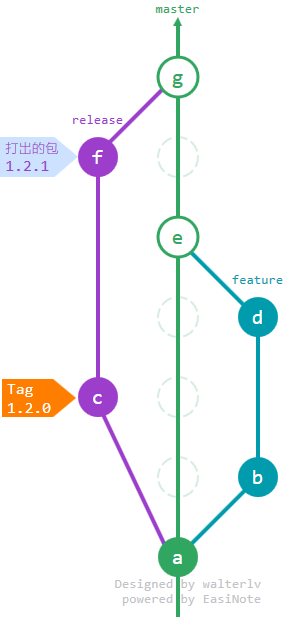 master
g
release
打出的包
1.2.1
f
e
feature
d
Tag
1.2.0
c
b
a
Designed by walterlv
powered by EasiNote